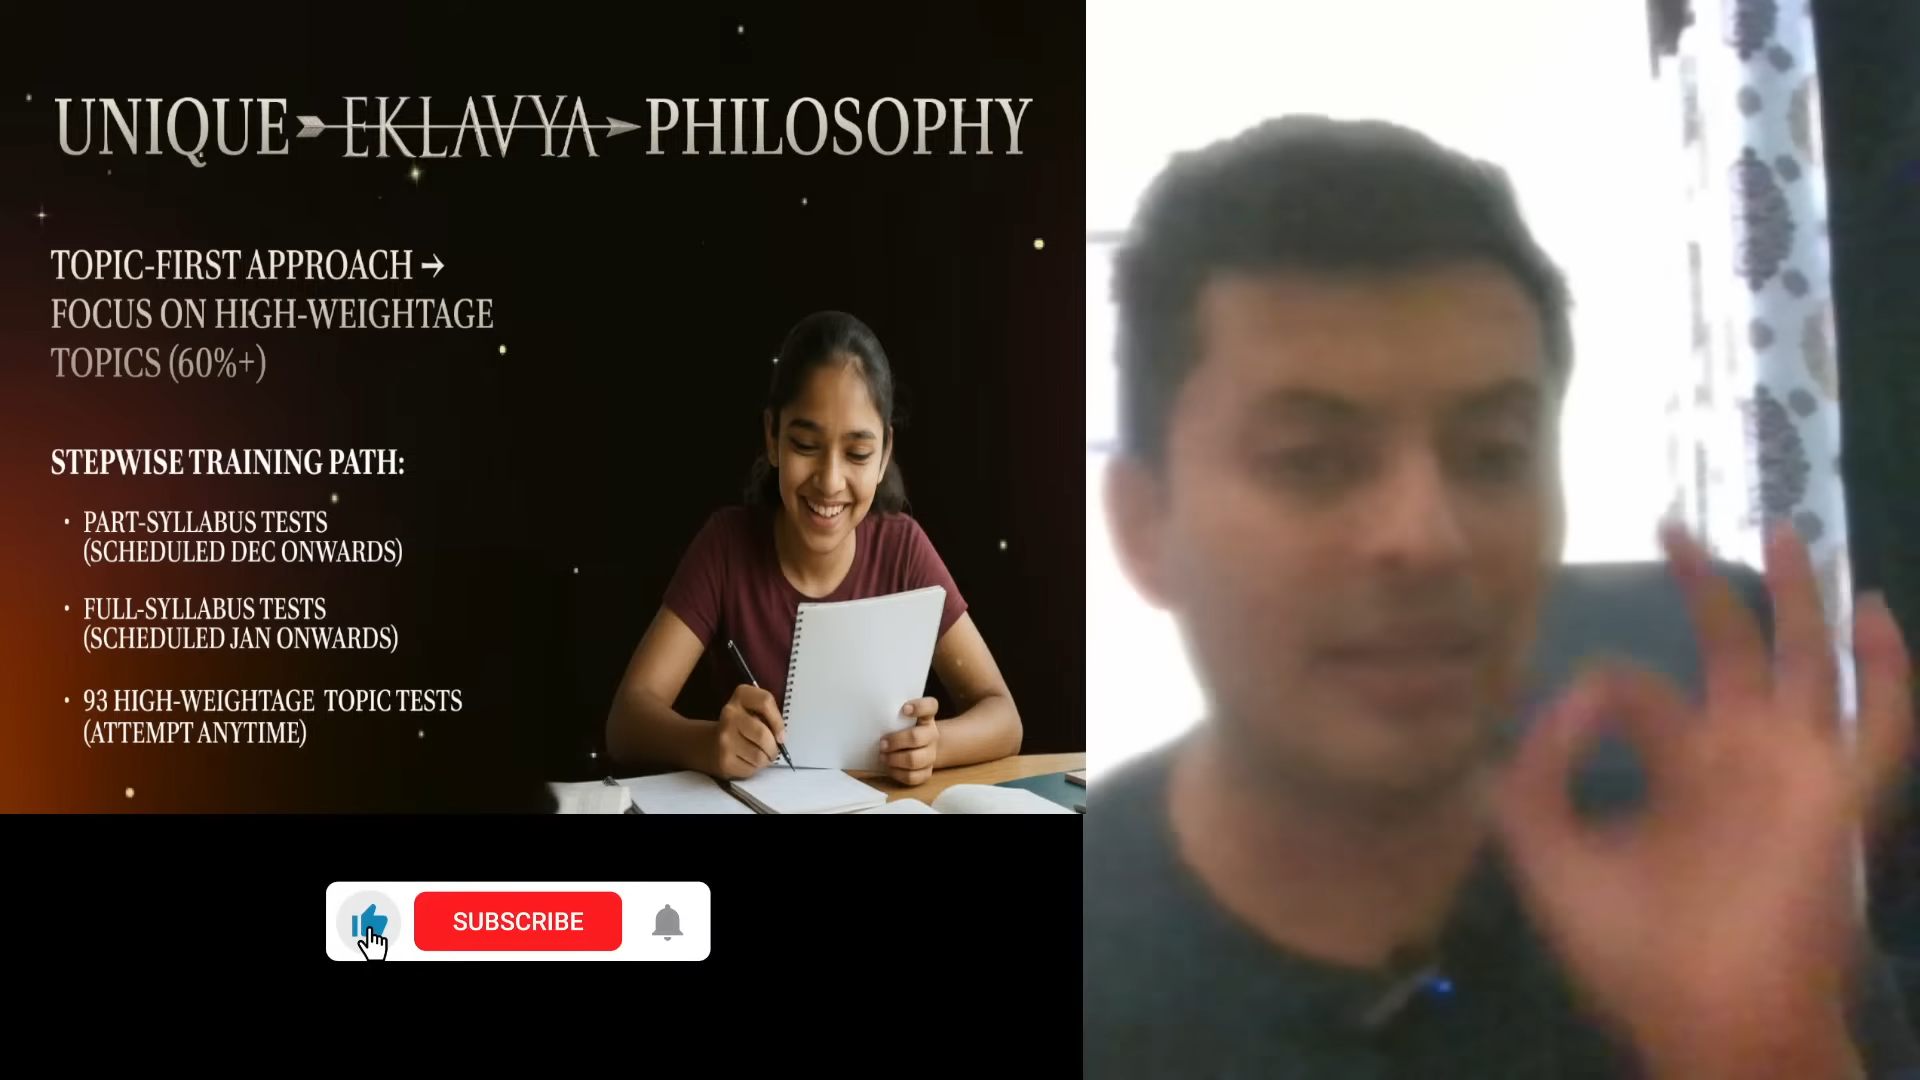 UNIQUE EKLAVYA PHILOSOPHY
TOPIC-FIRST APPROACH →
FOCUS ON HIGH-WEIGHTAGE
TOPICS (60%+)
STEPWISE TRAINING PATH:
• PART-SYLLABUS TESTS
(SCHEDULED DEC ONWARDS)
• FULL-SYLLABUS TESTS
(SCHEDULED JAN ONWARDS)
• 93 HIGH-WEIGHTAGE TOPIC TESTS
(ATTEMPT ANYTIME)
SUBSCRIBE